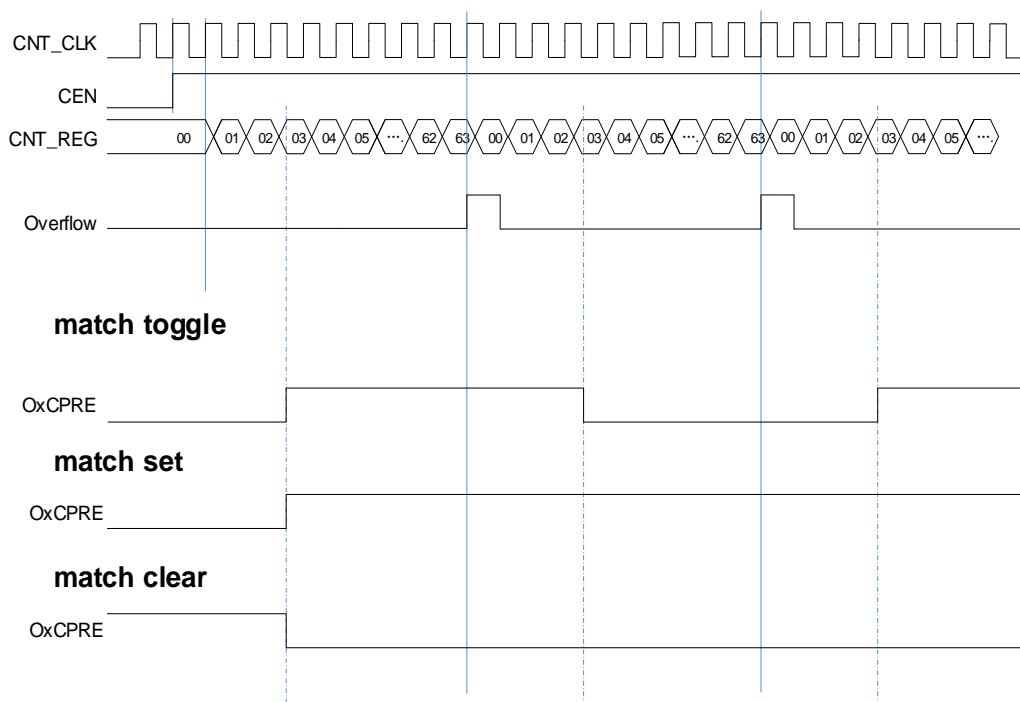 CNT_CLK
CEN
CNT_REG 00 01 02 03 04 05 ···. 62 63 00 01 02 03 04 05 ···. 62 63 00 01 02 03 04 05 ···.
Overflow
match toggle
OxCPRE
match set
OxCPRE
match clear
OxCPRE